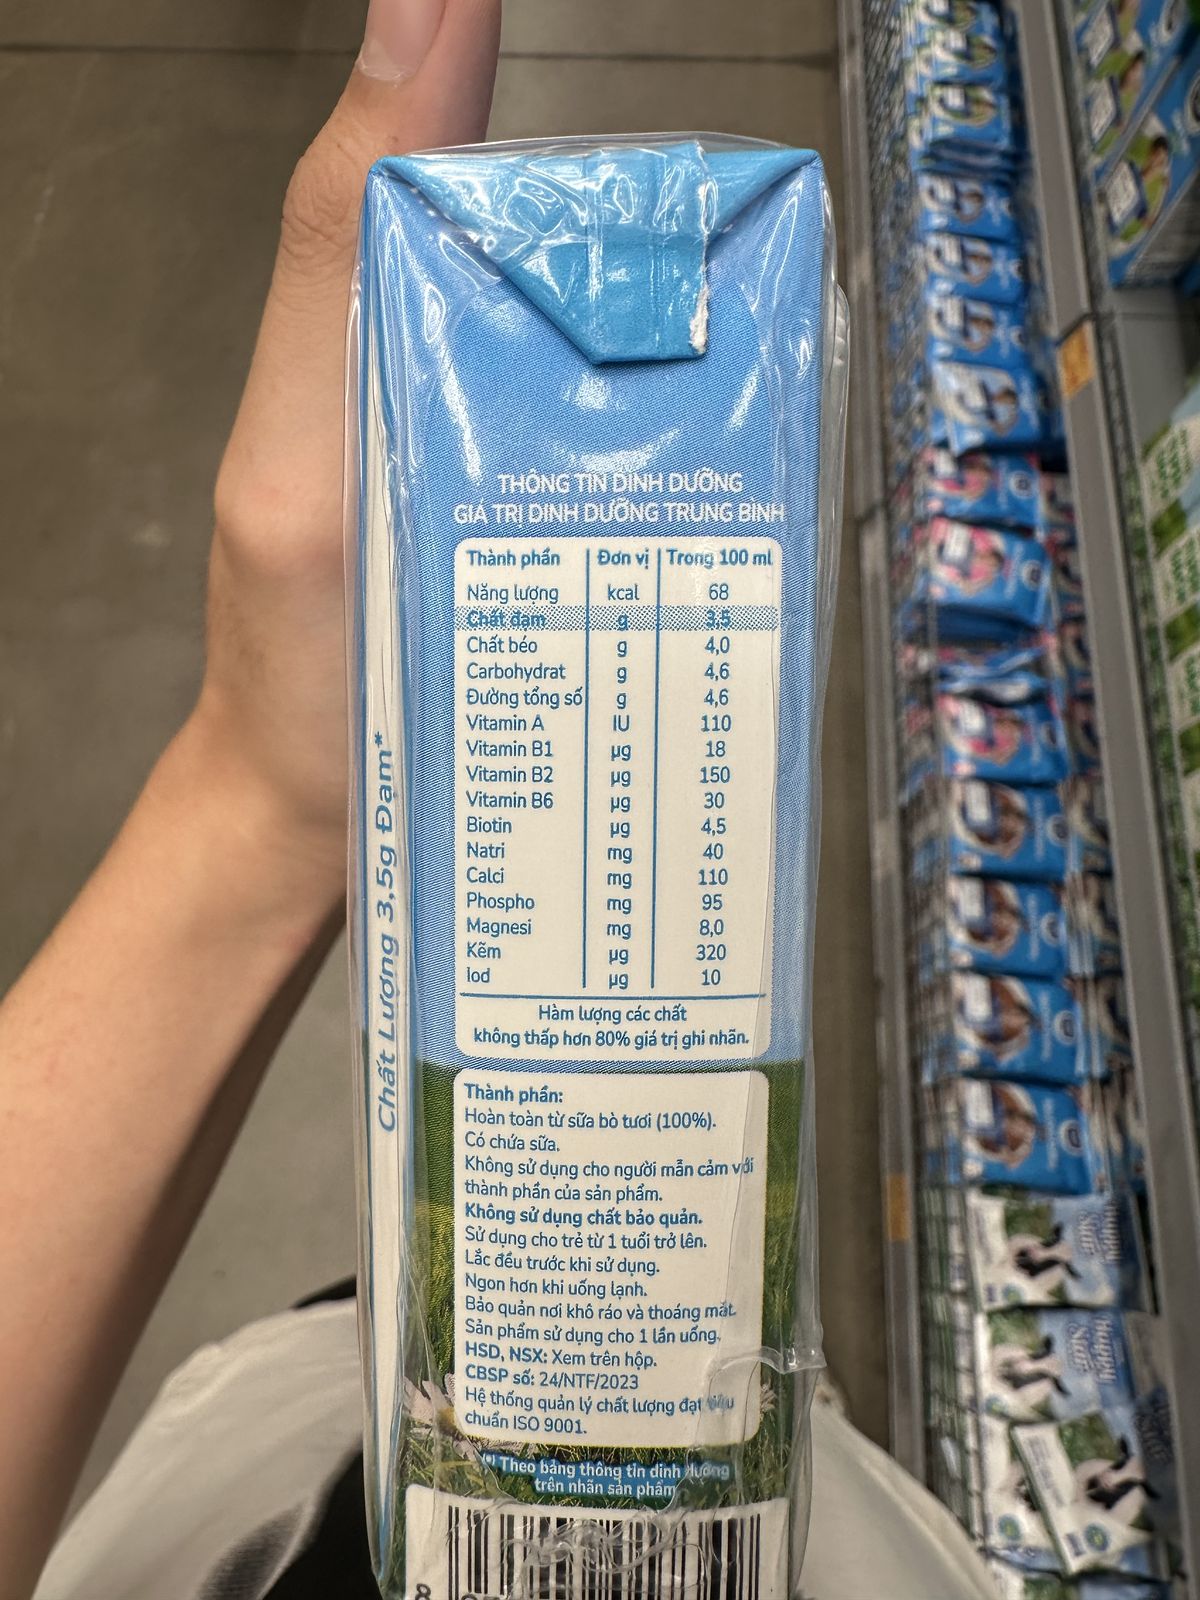 THÔNG TIN DINH DƯỠNG
GIÁ TRỊ DINH DƯỠNG TRUNG BÌNH
Thành phần Đơn vị Trong 100 ml
Năng lượng kcal 68
Chất đạm g 3,5
Chất béo g 4,0
Carbohydrat g 4,6
Đường tổng số g 4,6
Vitamin A IU 110
Vitamin B1 µg 18
Vitamin B2 µg 150
Vitamin B6 µg 30
Biotin µg 4,5
Natri mg 40
Calci mg 110
Phospho mg 95
Magnesi mg 8,0
Kẽm µg 320
Iod µg 10
Hàm lượng các chất
không thấp hơn 80% giá trị ghi nhãn.
Thành phần:
Hoàn toàn từ sữa bò tươi (100%).
Có chứa sữa.
Không sử dụng cho người mẫn cảm với
thành phần của sản phẩm.
Không sử dụng chất bảo quản.
Sử dụng cho trẻ từ 1 tuổi trở lên.
Lắc đều trước khi sử dụng.
Ngon hơn khi uống lạnh.
Bảo quản nơi khô ráo và thoáng mát.
Sản phẩm sử dụng cho 1 lần uống.
HSD, NSX: Xem trên hộp.
CBSP số: 24/NTF/2023
Hệ thống quản lý chất lượng đạt tiêu
chuẩn ISO 9001.
(*) Theo bảng thông tin dinh dưỡng
trên nhãn sản phẩm
8
Chất Lượng 3,5g Đạm*